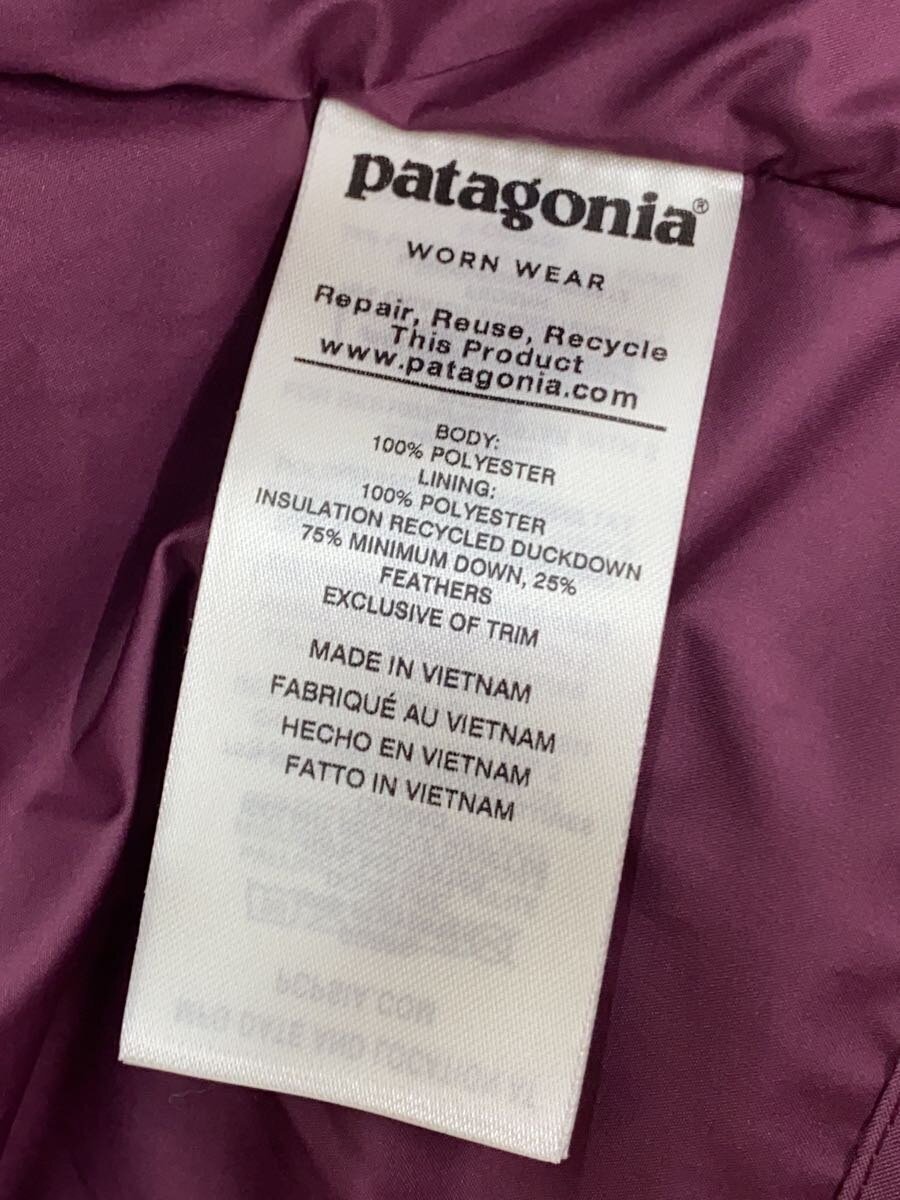 patagonia®
WORN WEAR
Repair, Reuse, Recycle
This Product
www.patagonia.com
BODY:
100% POLYESTER
LINING:
100% POLYESTER
INSULATION RECYCLED DUCKDOWN
75% MINIMUM DOWN, 25%
FEATHERS
EXCLUSIVE OF TRIM
MADE IN VIETNAM
FABRIQUÉ AU VIETNAM
HECHO EN VIETNAM
FATTO IN VIETNAM